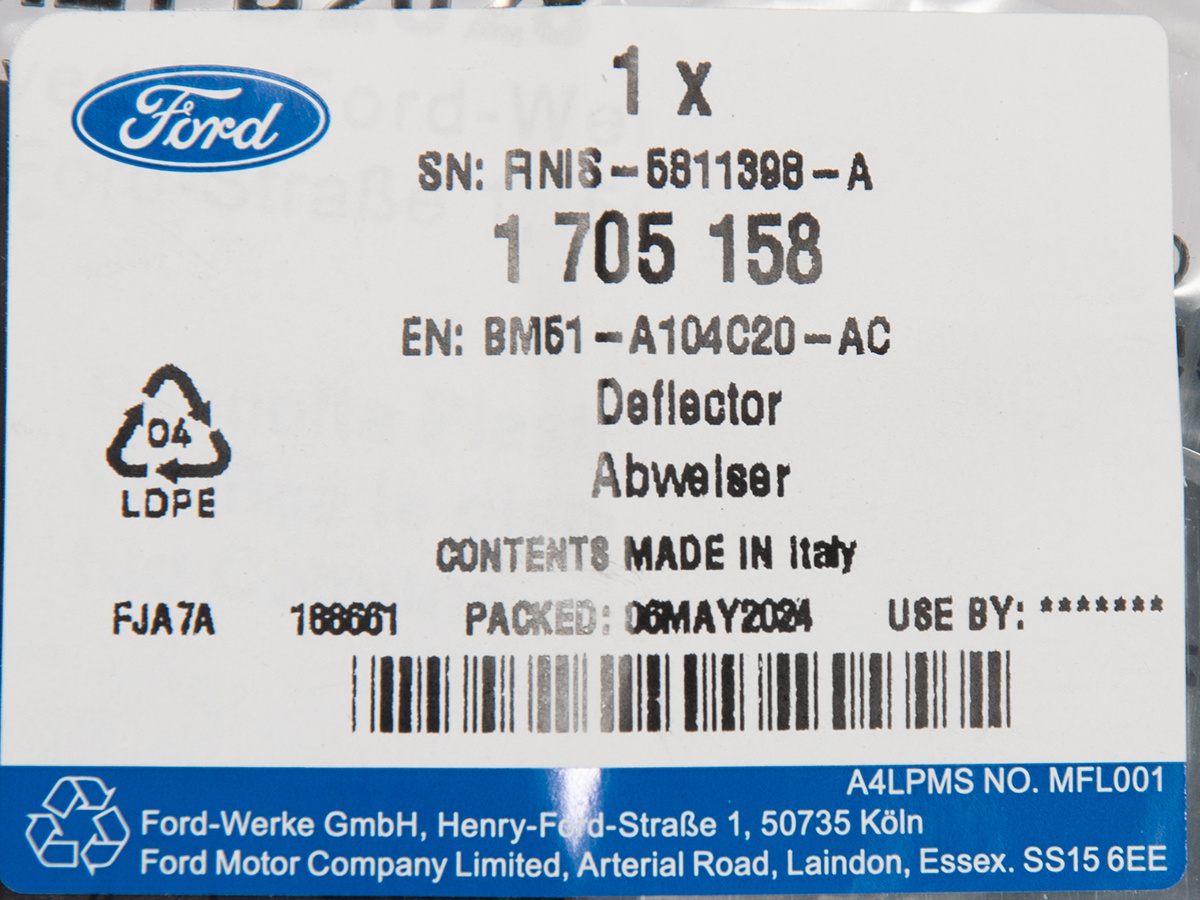 Ford
1 x
SN: FINIS-5811398-A
1 705 158
EN: BM51-A104C20-AC
Deflector
Abweiser
04
LDPE
CONTENTS MADE IN Italy
FJA7A 168661 PACKED: 06MAY2024 USE BY: *******
A4LPMS NO. MFL001
Ford-Werke GmbH, Henry-Ford-Straße 1, 50735 Köln
Ford Motor Company Limited, Arterial Road, Laindon, Essex. SS15 6EE